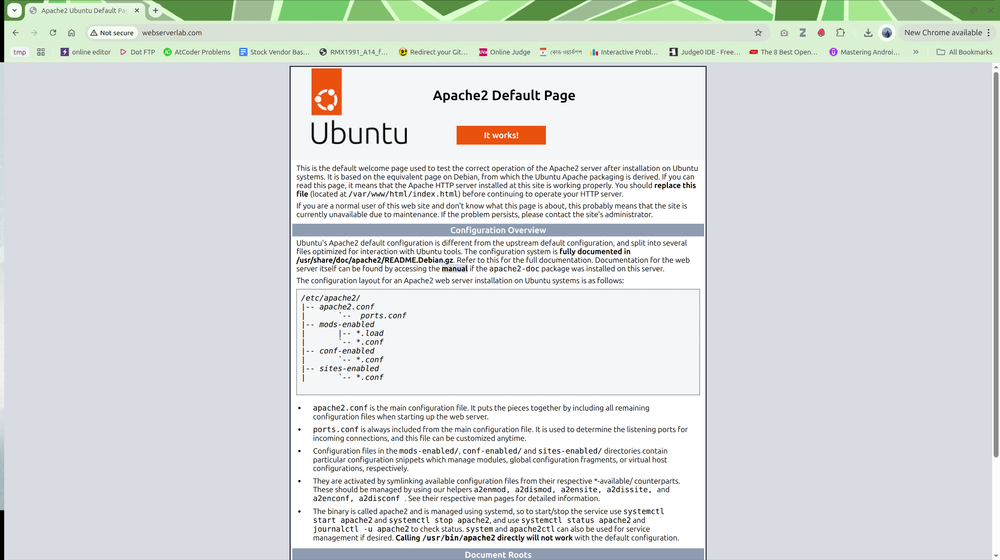 Apache2 Ubuntu Default Pag
Not secure webserverlab.com New Chrome available
tmp online editor Dot FTP AtCoder Problems Stock Vendor Bas... RMX1991_A14_f... Redirect your Git... Online Judge কোড ওয়ার্কশপ Interactive Probl... Judge0 IDE - Free... The 8 Best Open... Mastering Androi... » All Bookmarks
Apache2 Default Page
Ubuntu
It works!
This is the default welcome page used to test the correct operation of the Apache2 server after installation on Ubuntu
systems. It is based on the equivalent page on Debian, from which the Ubuntu Apache packaging is derived. If you can
read this page, it means that the Apache HTTP server installed at this site is working properly. You should replace this
file (located at /var/www/html/index.html) before continuing to operate your HTTP server.
If you are a normal user of this web site and don't know what this page is about, this probably means that the site is
currently unavailable due to maintenance. If the problem persists, please contact the site's administrator.
Configuration Overview
Ubuntu's Apache2 default configuration is different from the upstream default configuration, and split into several
files optimized for interaction with Ubuntu tools. The configuration system is fully documented in
/usr/share/doc/apache2/README.Debian.gz. Refer to this for the full documentation. Documentation for the web
server itself can be found by accessing the manual if the apache2-doc package was installed on this server.
The configuration layout for an Apache2 web server installation on Ubuntu systems is as follows:
/etc/apache2/
|-- apache2.conf
|       `--  ports.conf
|-- mods-enabled
|       |-- *.load
|       `-- *.conf
|-- conf-enabled
|       `-- *.conf
|-- sites-enabled
|       `-- *.conf
• apache2.conf is the main configuration file. It puts the pieces together by including all remaining
configuration files when starting up the web server.
• ports.conf is always included from the main configuration file. It is used to determine the listening ports for
incoming connections, and this file can be customized anytime.
• Configuration files in the mods-enabled/, conf-enabled/ and sites-enabled/ directories contain
particular configuration snippets which manage modules, global configuration fragments, or virtual host
configurations, respectively.
• They are activated by symlinking available configuration files from their respective *-available/ counterparts.
These should be managed by using our helpers a2enmod, a2dismod, a2ensite, a2dissite, and
a2enconf, a2disconf . See their respective man pages for detailed information.
• The binary is called apache2 and is managed using systemd, so to start/stop the service use systemctl
start apache2 and systemctl stop apache2, and use systemctl status apache2 and
journalctl -u apache2 to check status. system and apache2ctl can also be used for service
management if desired. Calling /usr/bin/apache2 directly will not work with the default configuration.
Document Roots